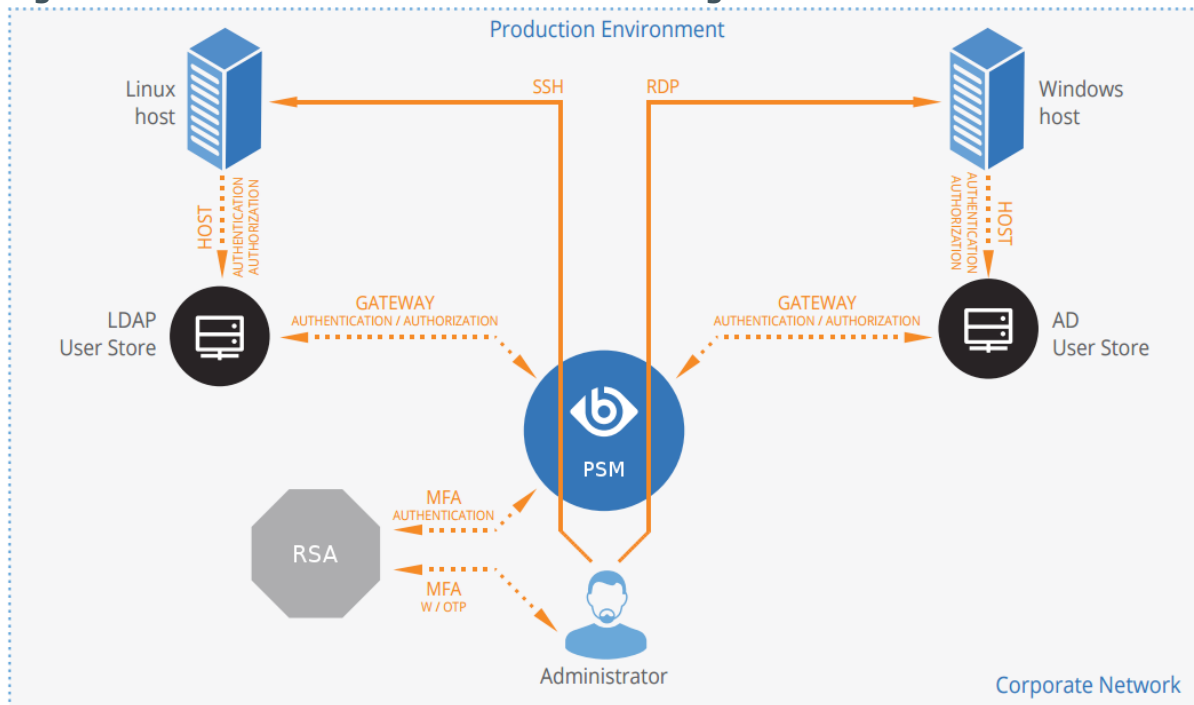 Production Environment
Linux
host
SSH
RDP
Windows
host
HOST
AUTHENTICATION
AUTHORIZATION
AUTHENTICATION
AUTHORIZATION
HOST
LDAP
User Store
GATEWAY
AUTHENTICATION / AUTHORIZATION
GATEWAY
AUTHENTICATION / AUTHORIZATION
AD
User Store
PSM
MFA
AUTHENTICATION
RSA
MFA
W / OTP
Administrator
Corporate Network